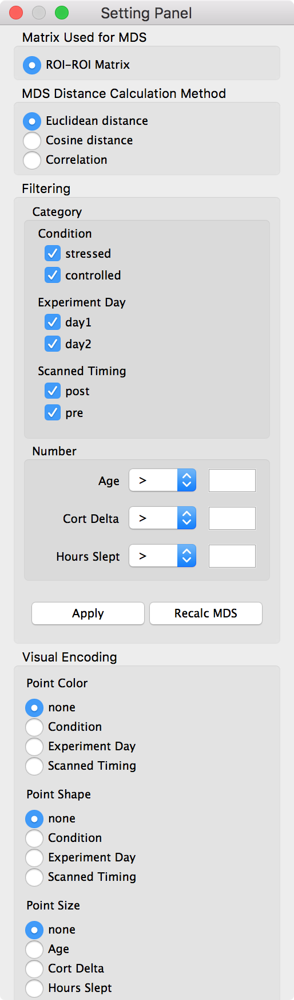 Setting Panel
Matrix Used for MDS
ROI-ROI Matrix
MDS Distance Calculation Method
Euclidean distance
Cosine distance
Correlation
Filtering
Category
Condition
stressed
controlled
Experiment Day
day1
day2
Scanned Timing
post
pre
Number
Age >
Cort Delta >
Hours Slept >
Apply Recalc MDS
Visual Encoding
Point Color
none
Condition
Experiment Day
Scanned Timing
Point Shape
none
Condition
Experiment Day
Scanned Timing
Point Size
none
Age
Cort Delta
Hours Slept